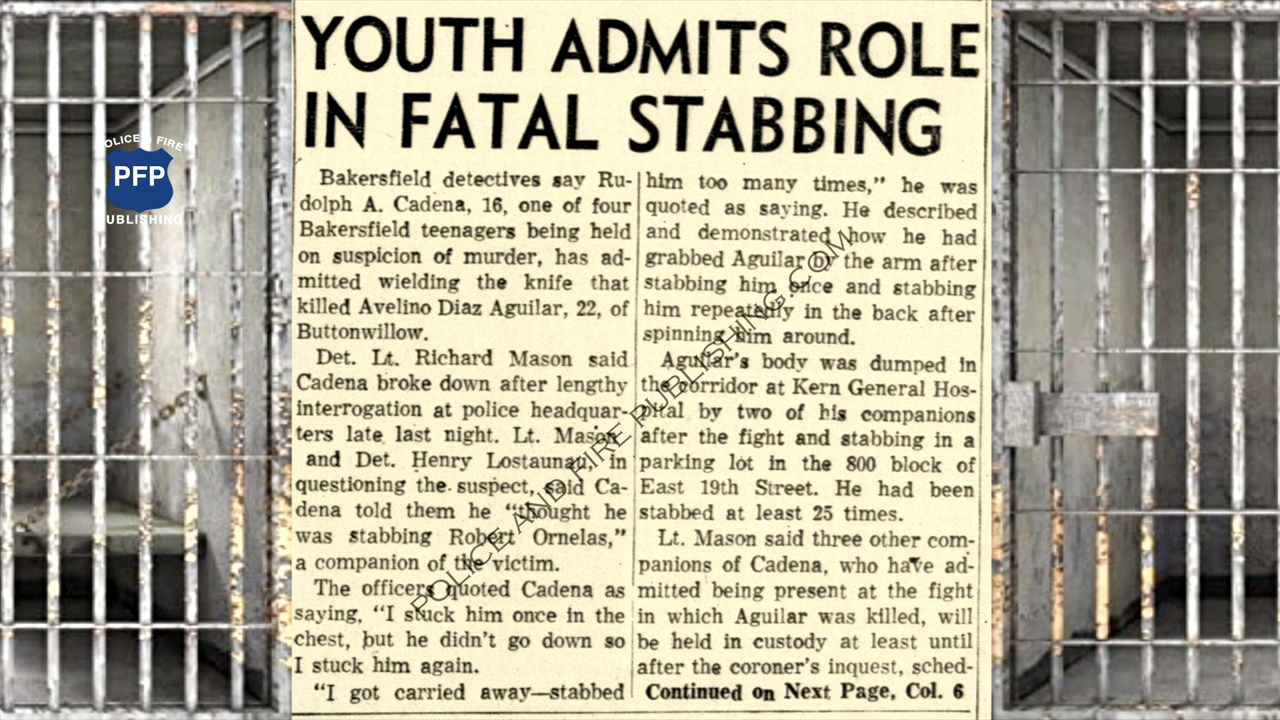 YOUTH ADMITS ROLE
IN FATAL STABBING
Bakersfield detectives say Ru-
dolph A. Cadena, 16, one of four
Bakersfield teenagers being held
on suspicion of murder, has ad-
mitted wielding the knife that
killed Avelino Diaz Aguilar, 22, of
Buttonwillow.
Det. Lt. Richard Mason said
Cadena broke down after lengthy
interrogation at police headquar-
ters late last night. Lt. Mason
and Det. Henry Lostaunau, in
questioning the suspect, said Ca-
dena told them he “thought he
was stabbing Robert Ornelas,”
a companion of the victim.
The officers quoted Cadena as
saying, “I stuck him once in the
chest, but he didn’t go down so
I stuck him again.
“I got carried away—stabbed
him too many times,” he was
quoted as saying. He described
and demonstrated how he had
grabbed Aguilar by the arm after
stabbing him once and stabbing
him repeatedly in the back after
spinning him around.
Aguilar’s body was dumped in
the corridor at Kern General Hos-
pital by two of his companions
after the fight and stabbing in a
parking lot in the 800 block of
East 19th Street. He had been
stabbed at least 25 times.
Lt. Mason said three other com-
panions of Cadena, who have ad-
mitted being present at the fight
in which Aguilar was killed, will
be held in custody at least until
after the coroner’s inquest, sched-
Continued on Next Page, Col. 6
POLICE AND FIRE PUBLISHING.COM
POLICE & FIRE
PFP
PUBLISHING